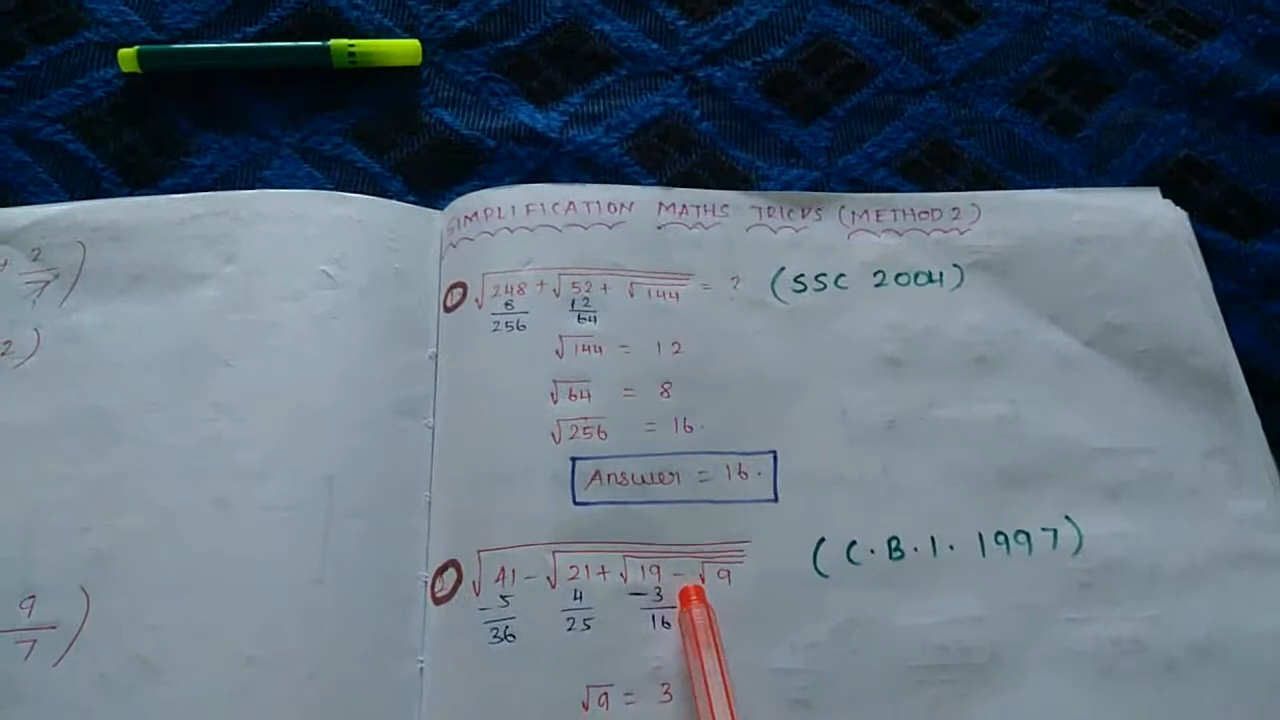 + 2/7)
2)
9/7)
SIMPLIFICATION MATHS TRICKS (METHOD 2)
1 √248 + √52 + √144 = ? (SSC 2004)
8 12
256 64
√144 = 12
√64 = 8
√256 = 16.
Answer = 16.
2 √41 - √21 + √19 - √9 (C.B.I. 1997)
-5 4 -3
36 25 16
√9 = 3